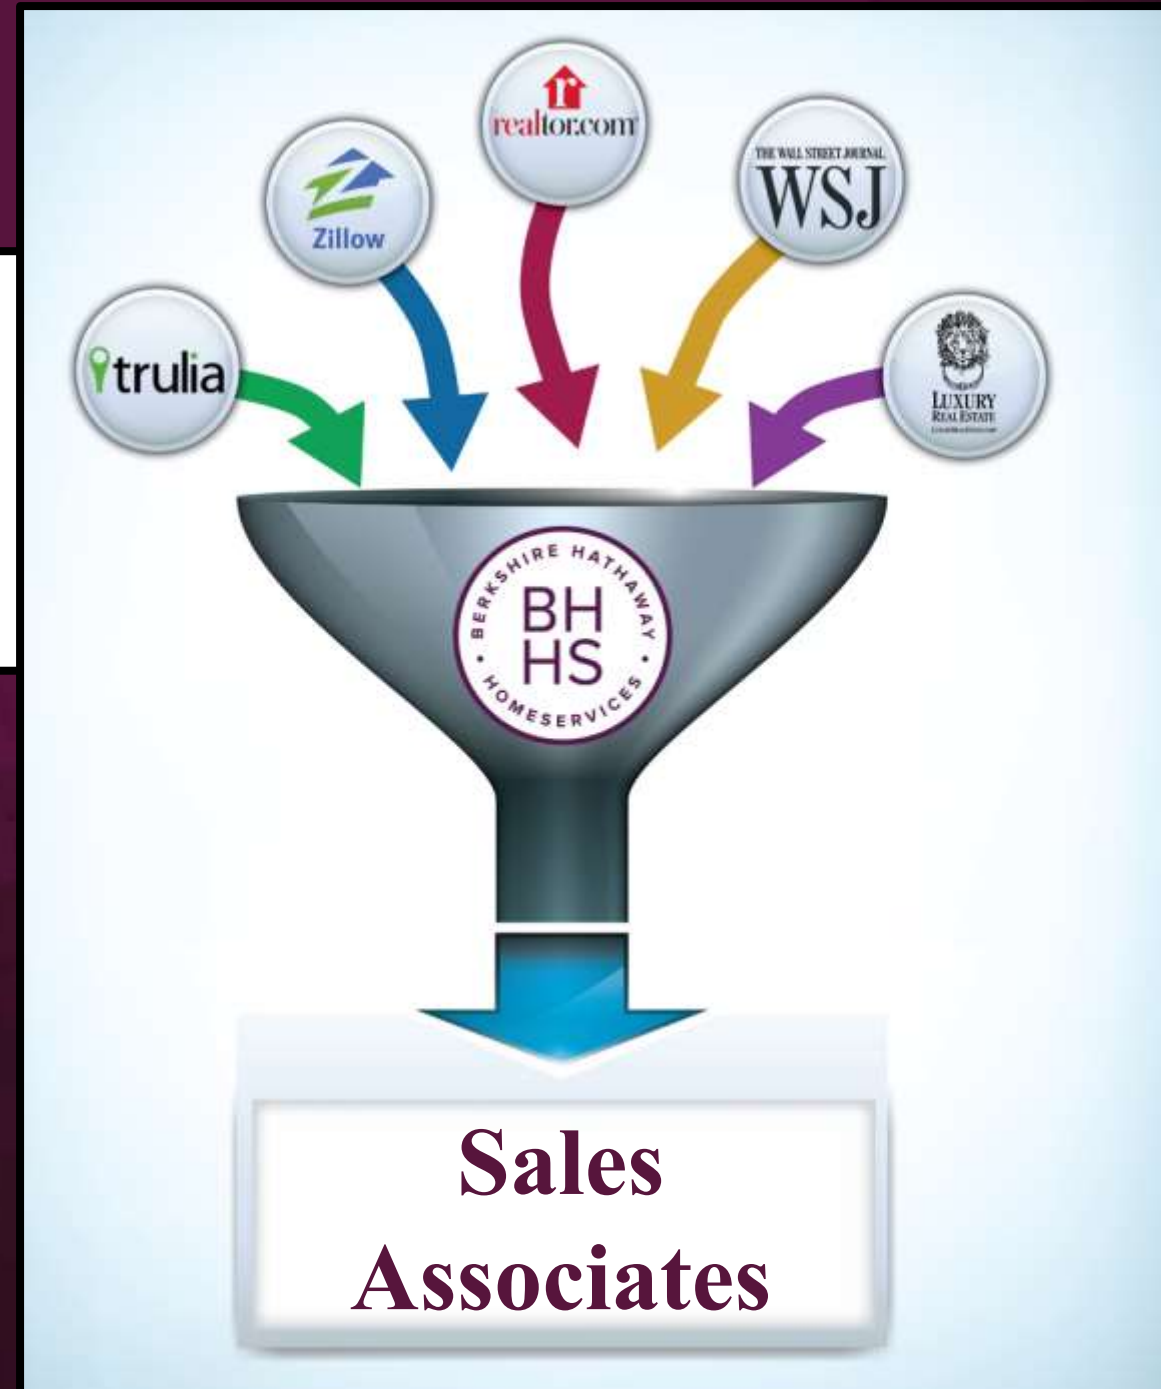 realtor.com
THE WALL STREET JOURNAL
WSJ
Zillow
trulia
LUXURY
REAL ESTATE
BERKSHIRE HATHAWAY
BH
HS
HOMESERVICES
Sales
Associates